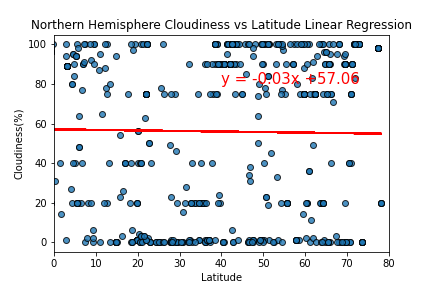 Northern Hemisphere Cloudiness vs Latitude Linear Regression
100
80
60
40
20
0
Cloudiness(%)
y = -0.03x +57.06
0 10 20 30 40 50 60 70 80
Latitude